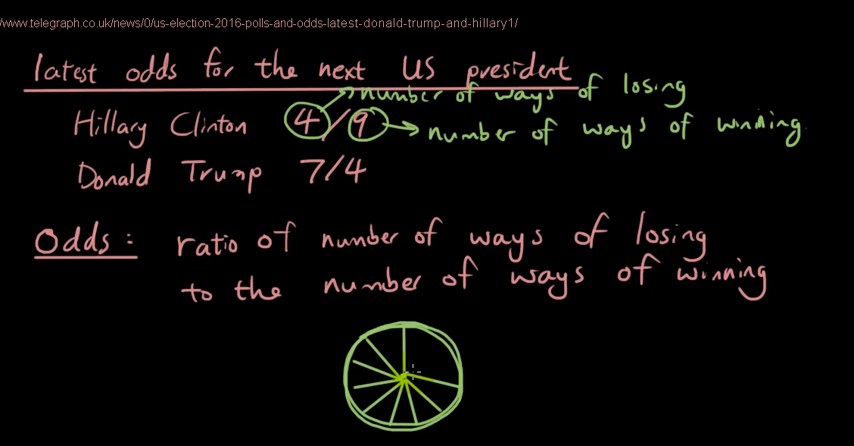 /www.telegraph.co.uk/news/0/us-election-2016-polls-and-odds-latest-donald-trump-and-hillary1/
latest odds for the next US president
number of ways of losing
Hillary Clinton 4/9
number of ways of winning
Donald Trump 7/4
Odds: ratio of number of ways of losing
to the number of ways of winning